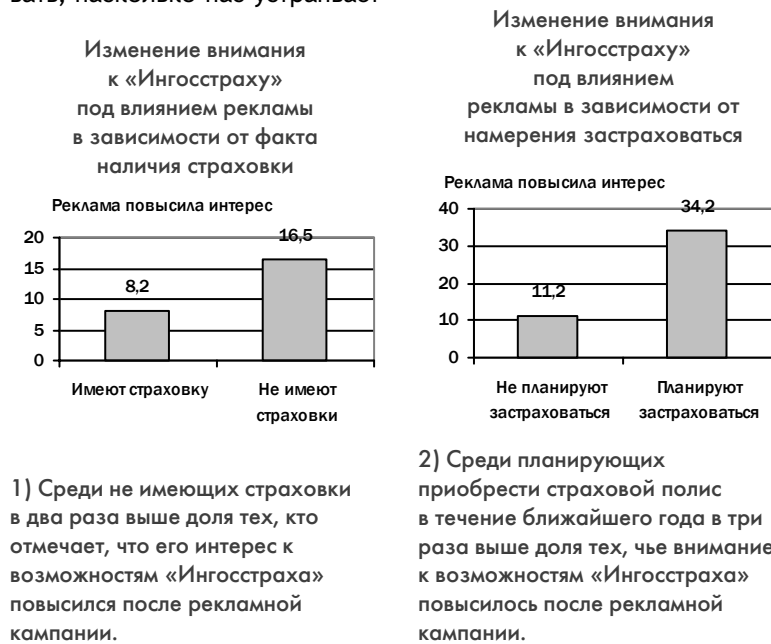 вать, насколько нас устраивает
Изменение внимания
к «Ингосстраху»
под влиянием рекламы
в зависимости от факта
наличия страховки
Реклама повысила интерес
20
15
10
5
0
8,2
16,5
Имеют страховку
Не имеют
страховки
1) Среди не имеющих страховки
в два раза выше доля тех, кто
отмечает, что его интерес к
возможностям «Ингосстраха»
повысился после рекламной
кампании.
Изменение внимания
к «Ингосстраху»
под влиянием
рекламы в зависимости от
намерения застраховаться
Реклама повысила интерес
40
30
20
10
0
11,2
34,2
Не планируют
застраховаться
Планируют
застраховаться
2) Среди планирующих
приобрести страховой полис
в течение ближайшего года в три
раза выше доля тех, чье внимание
к возможностям «Ингосстраха»
повысилось после рекламной
кампании.